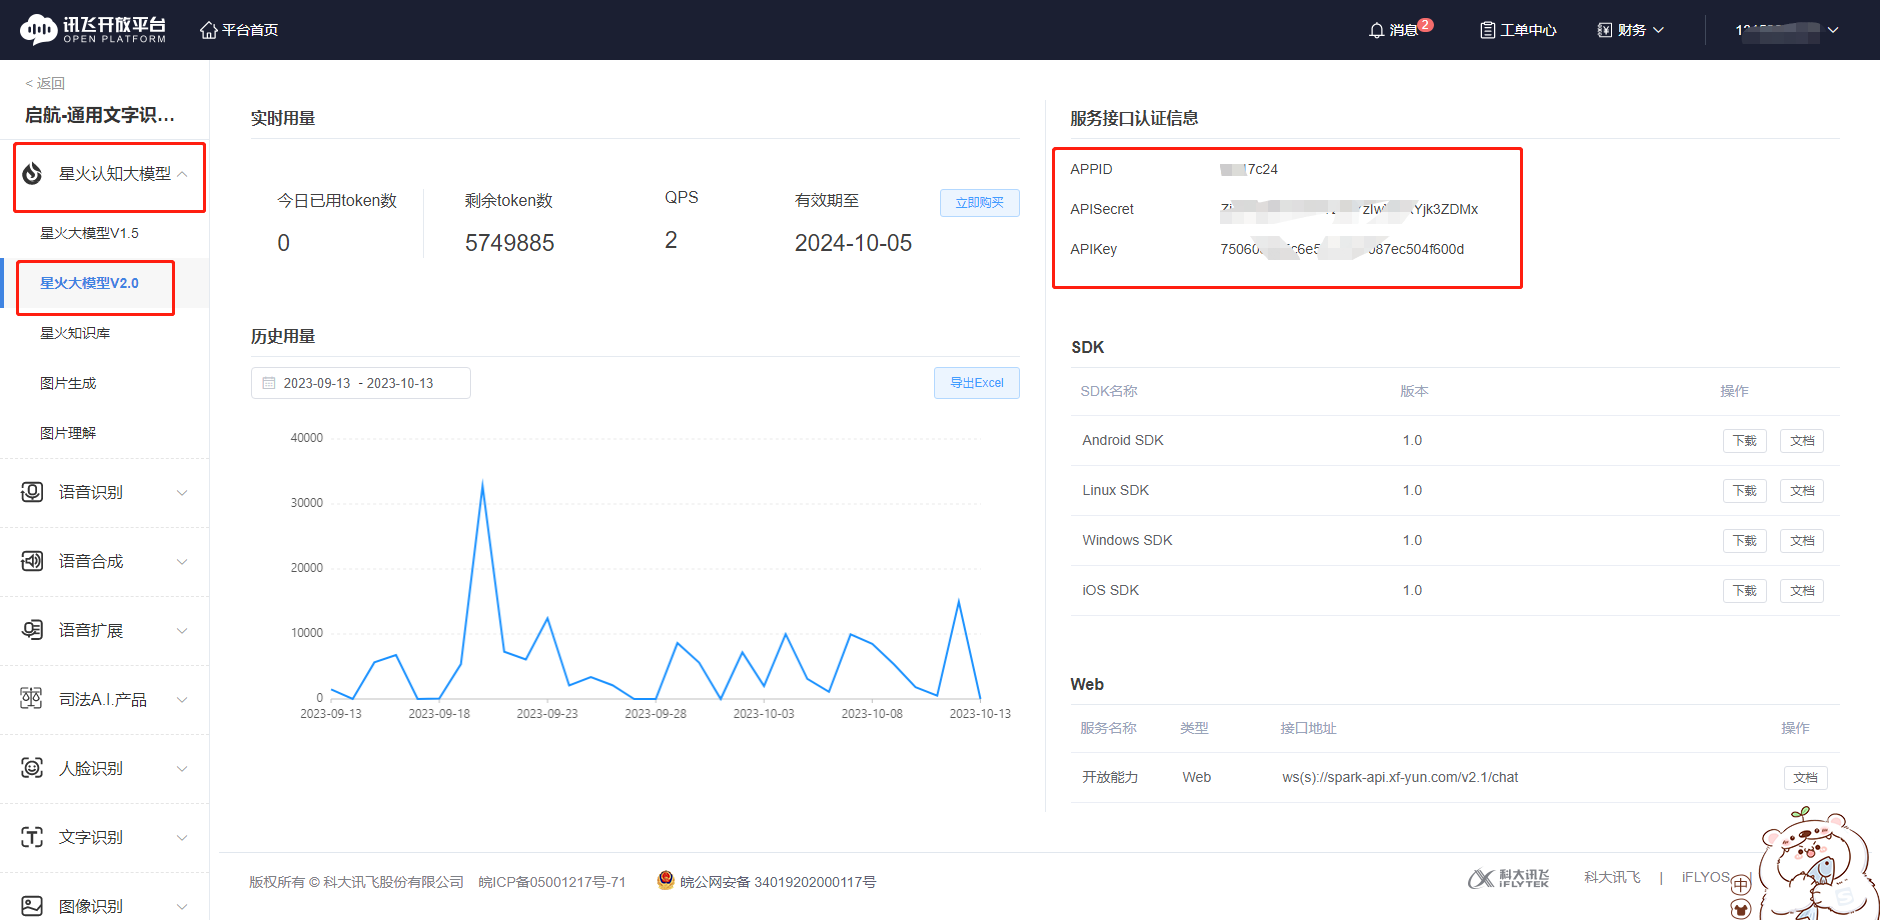 讯飞开放平台
OPEN PLATFORM
平台首页
消息
2
工单中心
财务
< 返回
启航-通用文字识...
星火认知大模型
星火大模型V1.5
星火大模型V2.0
星火知识库
图片生成
图片理解
语音识别
语音合成
语音扩展
司法A.I.产品
人脸识别
文字识别
图像识别
实时用量
今日已用token数
0
剩余token数
5749885
QPS
2
有效期至
2024-10-05
立即购买
历史用量
2023-09-13 - 2023-10-13
导出Excel
40000
30000
20000
10000
0
2023-09-13 2023-09-18 2023-09-23 2023-09-28 2023-10-03 2023-10-08 2023-10-13
服务接口认证信息
APPID 7c24
APISecret Yjk3ZDMx
APIKey 7506 c6e 087ec504f600d
SDK
SDK名称 版本 操作
Android SDK 1.0 下载 文档
Linux SDK 1.0 下载 文档
Windows SDK 1.0 下载 文档
iOS SDK 1.0 下载 文档
Web
服务名称 类型 接口地址 操作
开放能力 Web ws(s)://spark-api.xf-yun.com/v2.1/chat 文档
版权所有 © 科大讯飞股份有限公司 皖ICP备05001217号-71 皖公网安备 34019202000117号
科大讯飞
iFLYTEK
科大讯飞 | iFLYOS
中